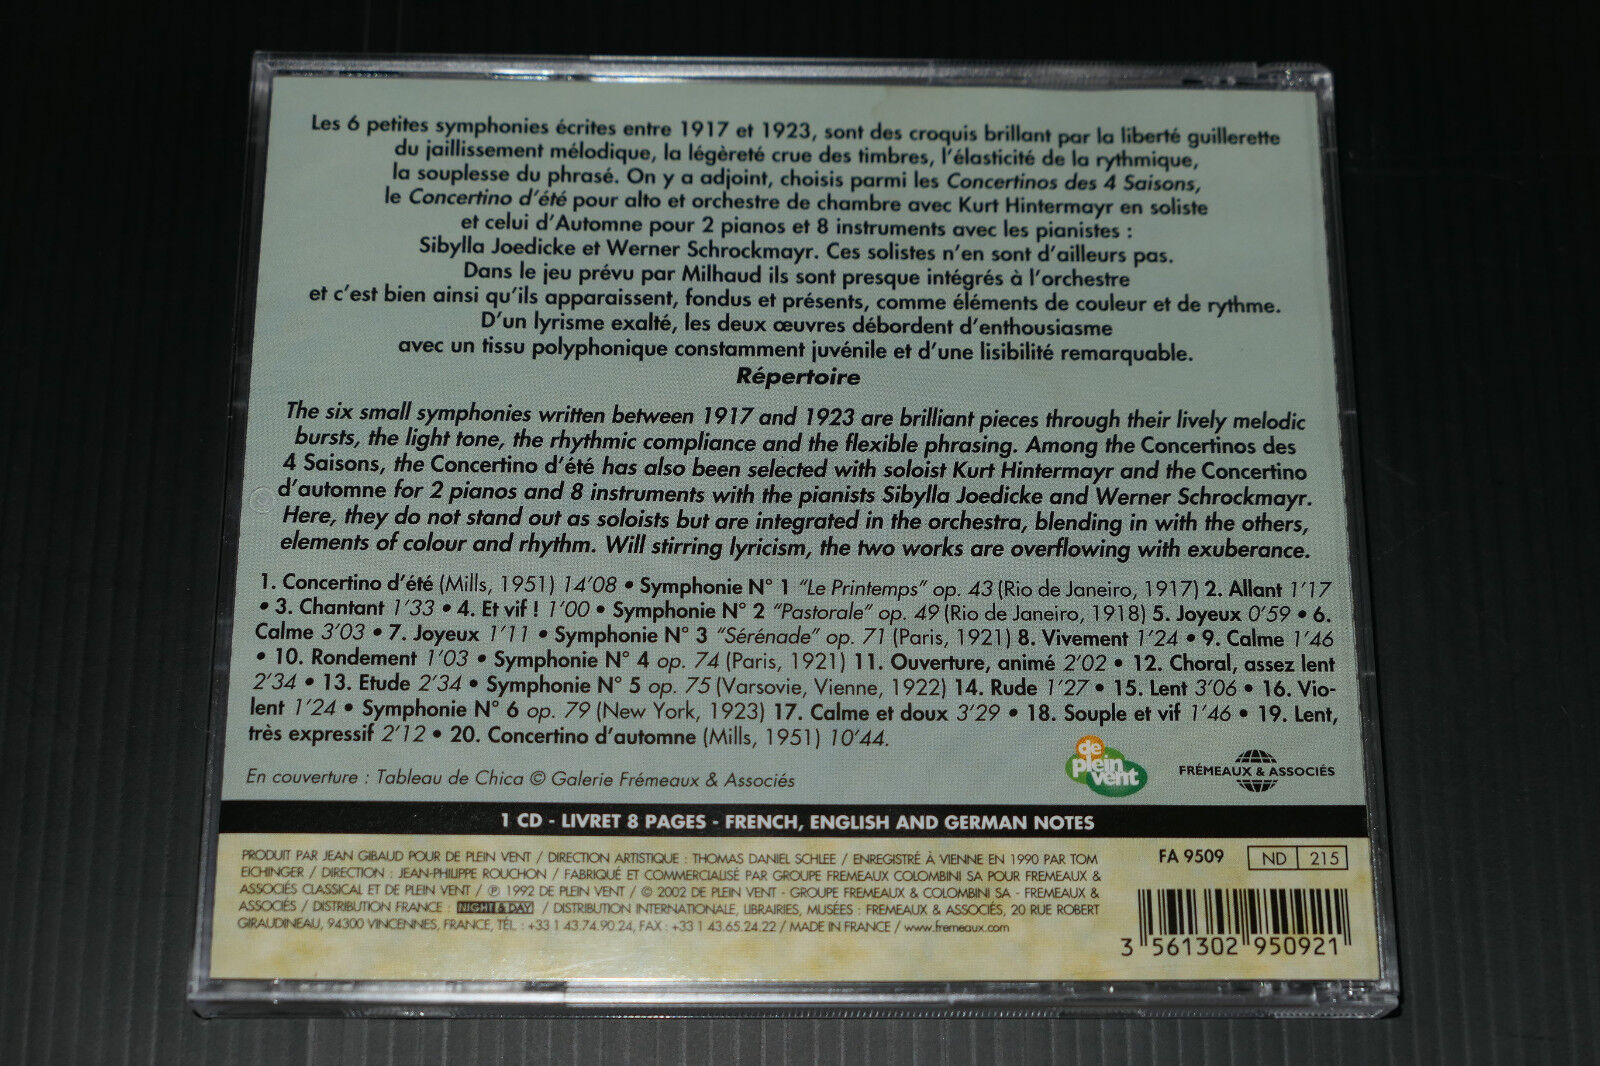 Les 6 petites symphonies écrites entre 1917 et 1923, sont des croquis brillant par la liberté guillerette
du jaillissement mélodique, la légèreté crue des timbres, l'élasticité de la rythmique,
la souplesse du phrasé. On y a adjoint, choisis parmi les Concertinos des 4 Saisons,
le Concertino d'été pour alto et orchestre de chambre avec Kurt Hintermayr en soliste
et celui d'Automne pour 2 pianos et 8 instruments avec les pianistes :
Sibylla Joedicke et Werner Schrockmayr. Ces solistes n'en sont d'ailleurs pas.
Dans le jeu prévu par Milhaud ils sont presque intégrés à l'orchestre
et c'est bien ainsi qu'ils apparaissent, fondus et présents, comme éléments de couleur et de rythme.
D'un lyrisme exalté, les deux œuvres débordent d'enthousiasme
avec un tissu polyphonique constamment juvénile et d'une lisibilité remarquable.
Répertoire
The six small symphonies written between 1917 and 1923 are brilliant pieces through their lively melodic
bursts, the light tone, the rhythmic compliance and the flexible phrasing. Among the Concertinos des
4 Saisons, the Concertino d'été has also been selected with soloist Kurt Hintermayr and the Concertino
d'automne for 2 pianos and 8 instruments with the pianists Sibylla Joedicke and Werner Schrockmayr.
Here, they do not stand out as soloists but are integrated in the orchestra, blending in with the others,
elements of colour and rhythm. Will stirring lyricism, the two works are overflowing with exuberance.
1. Concertino d'été (Mills, 1951) 14'08 • Symphonie N° 1 "Le Printemps" op. 43 (Rio de Janeiro, 1917) 2. Allant 1'17
• 3. Chantant 1'33 • 4. Et vif ! 1'00 • Symphonie N° 2 "Pastorale" op. 49 (Rio de Janeiro, 1918) 5. Joyeux 0'59 • 6.
Calme 3'03 • 7. Joyeux 1'11 • Symphonie N° 3 "Sérénade" op. 71 (Paris, 1921) 8. Vivement 1'24 • 9. Calme 1'46
• 10. Rondement 1'03 • Symphonie N° 4 op. 74 (Paris, 1921) 11. Ouverture, animé 2'02 • 12. Choral, assez lent
2'34 • 13. Etude 2'34 • Symphonie N° 5 op. 75 (Varsovie, Vienne, 1922) 14. Rude 1'27 • 15. Lent 3'06 • 16. Vio-
lent 1'24 • Symphonie N° 6 op. 79 (New York, 1923) 17. Calme et doux 3'29 • 18. Souple et vif 1'46 • 19. Lent,
très expressif 2'12 • 20. Concertino d'automne (Mills, 1951) 10'44.
En couverture : Tableau de Chica © Galerie Frémeaux & Associés
de
plein
vent
FRÉMEAUX & ASSOCIÉS
1 CD - LIVRET 8 PAGES - FRENCH, ENGLISH AND GERMAN NOTES
PRODUIT PAR JEAN GIBAUD POUR DE PLEIN VENT / DIRECTION ARTISTIQUE : THOMAS DANIEL SCHLEE / ENREGISTRÉ À VIENNE EN 1990 PAR TOM
EICHINGER / DIRECTION : JEAN-PHILIPPE ROUCHON / FABRIQUÉ ET COMMERCIALISÉ PAR GROUPE FREMEAUX COLOMBINI SA POUR FREMEAUX &
ASSOCIÉS CLASSICAL ET DE PLEIN VENT / ℗ 1992 DE PLEIN VENT / © 2002 DE PLEIN VENT - GROUPE FREMEAUX & COLOMBINI SA - FREMEAUX &
ASSOCIÉS / DISTRIBUTION FRANCE : NIGHT & DAY / DISTRIBUTION INTERNATIONALE, LIBRAIRIES, MUSÉES : FREMEAUX & ASSOCIÉS, 20 RUE ROBERT
GIRAUDINEAU, 94300 VINCENNES, FRANCE, TÉL : +33 1 43.74.90.24, FAX : +33 1 43.65.24.22 / MADE IN FRANCE / www.fremeaux.com
FA 9509
ND 215
3 561302 950921